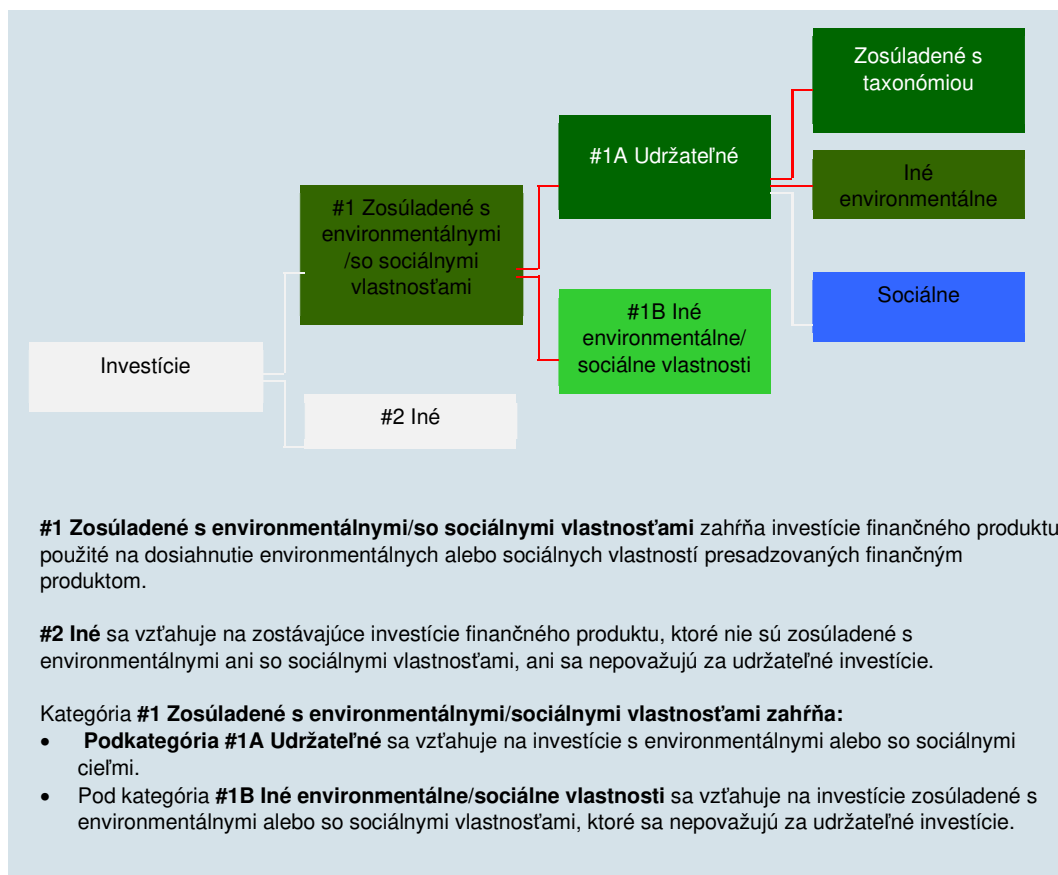 Zosúladené s
taxonómiou
#1A Udržateľné
Iné
environmentálne
#1 Zosúladené s
environmentálnymi
/so sociálnymi
vlastnosťami
Sociálne
#1B Iné
environmentálne/
sociálne vlastnosti
Investície
#2 Iné
#1 Zosúladené s environmentálnymi/so sociálnymi vlastnosťami zahŕňa investície finančného produktu
použité na dosiahnutie environmentálnych alebo sociálnych vlastností presadzovaných finančným
produktom.
#2 Iné sa vzťahuje na zostávajúce investície finančného produktu, ktoré nie sú zosúladené s
environmentálnymi ani so sociálnymi vlastnosťami, ani sa nepovažujú za udržateľné investície.
Kategória #1 Zosúladené s environmentálnymi/sociálnymi vlastnosťami zahŕňa:
• Podkategória #1A Udržateľné sa vzťahuje na investície s environmentálnymi alebo so sociálnymi
cieľmi.
• Pod kategória #1B Iné environmentálne/sociálne vlastnosti sa vzťahuje na investície zosúladené s
environmentálnymi alebo so sociálnymi vlastnosťami, ktoré sa nepovažujú za udržateľné investície.